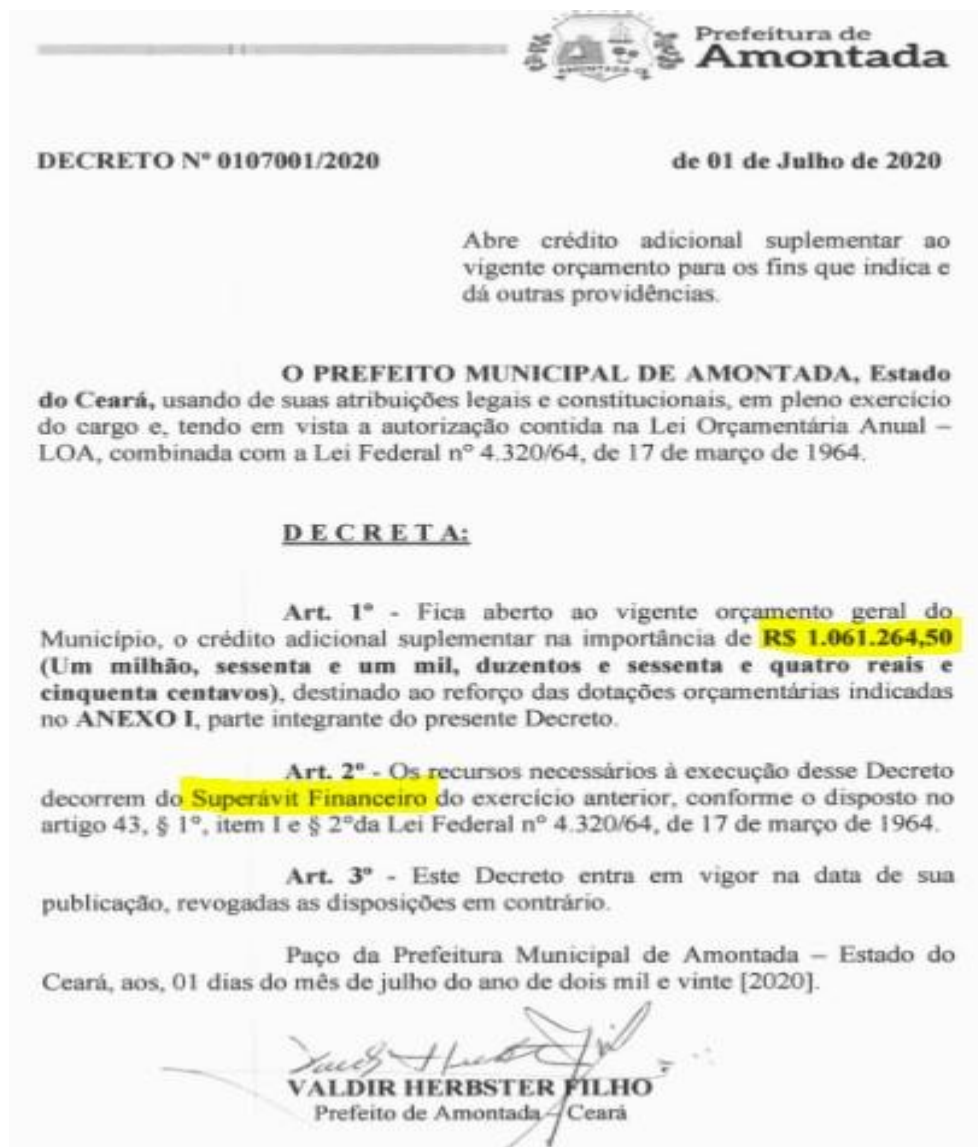 Prefeitura de
Amontada
AMONTADA-CE
DECRETO Nº 0107001/2020 de 01 de Julho de 2020
Abre crédito adicional suplementar ao
vigente orçamento para os fins que indica e
dá outras providências.
O PREFEITO MUNICIPAL DE AMONTADA, Estado
do Ceará, usando de suas atribuições legais e constitucionais, em pleno exercício
do cargo e, tendo em vista a autorização contida na Lei Orçamentária Anual –
LOA, combinada com a Lei Federal nº 4.320/64, de 17 de março de 1964.
D E C R E T A:
Art. 1º - Fica aberto ao vigente orçamento geral do
Município, o crédito adicional suplementar na importância de R$ 1.061.264,50
(Um milhão, sessenta e um mil, duzentos e sessenta e quatro reais e
cinquenta centavos), destinado ao reforço das dotações orçamentárias indicadas
no ANEXO I, parte integrante do presente Decreto.
Art. 2º - Os recursos necessários à execução desse Decreto
decorrem do Superávit Financeiro do exercício anterior, conforme o disposto no
artigo 43, § 1º, item I e § 2ºda Lei Federal nº 4.320/64, de 17 de março de 1964.
Art. 3º - Este Decreto entra em vigor na data de sua
publicação, revogadas as disposições em contrário.
Paço da Prefeitura Municipal de Amontada – Estado do
Ceará, aos, 01 dias do mês de julho do ano de dois mil e vinte [2020].
VALDIR HERBSTER FILHO
Prefeito de Amontada Ceará